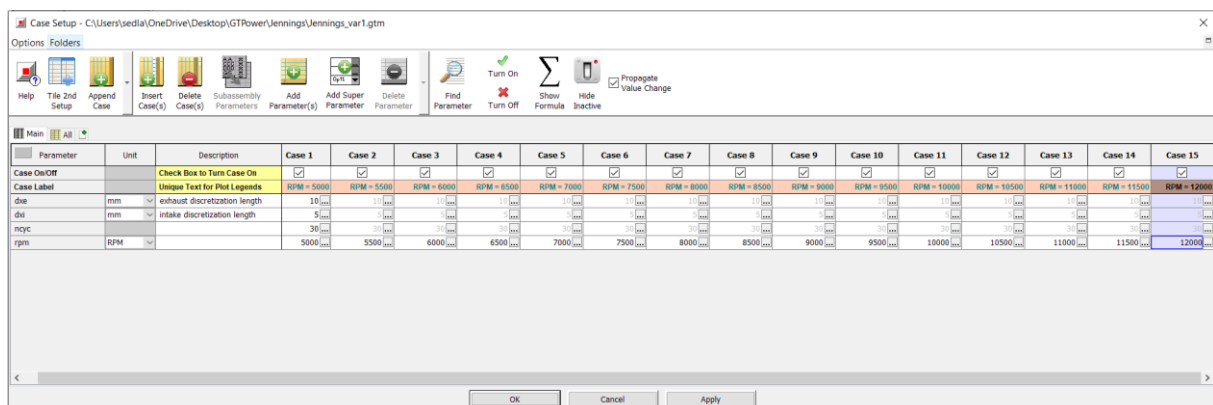 Case Setup - C:\Users\sedla\OneDrive\Desktop\GTPower\Jennings\Jennings_var1.gtm
Options Folders
Help Tile 2nd Setup Append Case Insert Case(s) Delete Case(s) Subassembly Parameters Add Parameter(s) Add Super Parameter Delete Parameter Find Parameter Turn On Turn Off Show Formula Hide Inactive Propagate Value Change
Main All
Parameter Unit Description Case 1 Case 2 Case 3 Case 4 Case 5 Case 6 Case 7 Case 8 Case 9 Case 10 Case 11 Case 12 Case 13 Case 14 Case 15
Case On/Off Check Box to Turn Case On
Case Label Unique Text for Plot Legends RPM = 5000 RPM = 5500 RPM = 6000 RPM = 6500 RPM = 7000 RPM = 7500 RPM = 8000 RPM = 8500 RPM = 9000 RPM = 9500 RPM = 10000 RPM = 10500 RPM = 11000 RPM = 11500 RPM = 12000
dxe mm exhaust discretization length 10... 10... 10... 10... 10... 10... 10... 10... 10... 10... 10... 10... 10... 10... 10...
dxi mm intake discretization length 5... 5... 5... 5... 5... 5... 5... 5... 5... 5... 5... 5... 5... 5... 5...
ncyc 30... 30... 30... 30... 30... 30... 30... 30... 30... 30... 30... 30... 30... 30... 30...
rpm RPM 5000... 5500... 6000... 6500... 7000... 7500... 8000... 8500... 9000... 9500... 10000... 10500... 11000... 11500... 12000...
OK Cancel Apply